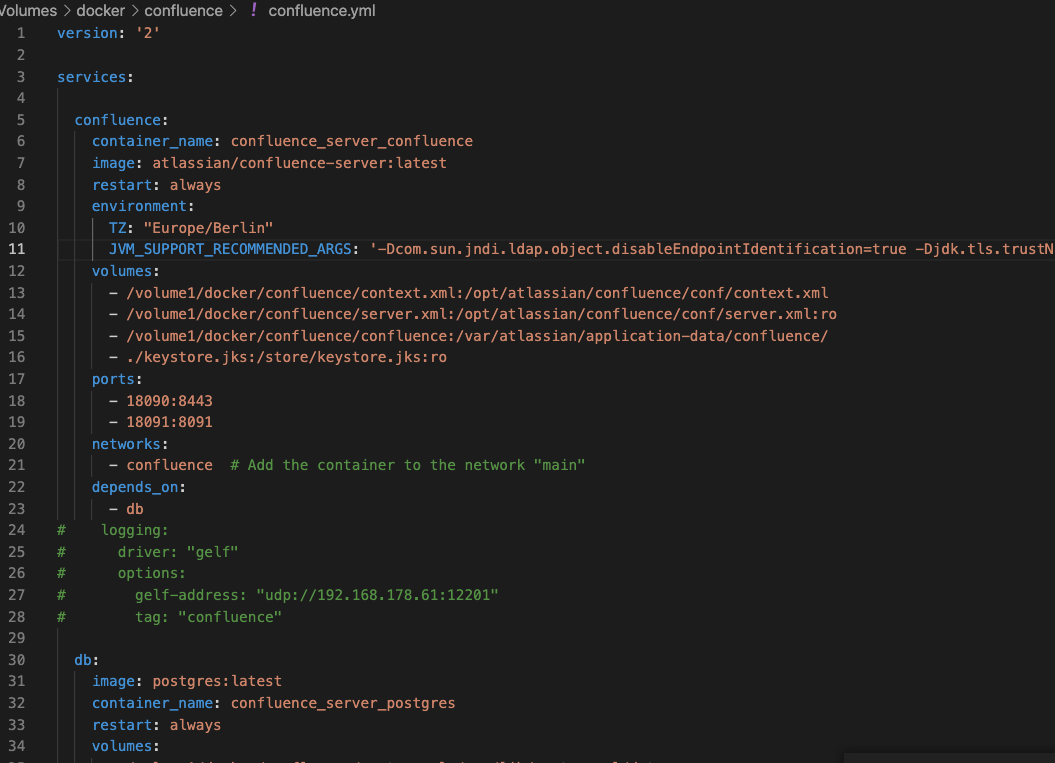 Volumes > docker > confluence > ! confluence.yml
1 version: '2'
2
3 services:
4
5 confluence:
6 container_name: confluence_server_confluence
7 image: atlassian/confluence-server:latest
8 restart: always
9 environment:
10 TZ: "Europe/Berlin"
11 JVM_SUPPORT_RECOMMENDED_ARGS: '-Dcom.sun.jndi.ldap.object.disableEndpointIdentification=true -Djdk.tls.trustN
12 volumes:
13 - /volume1/docker/confluence/context.xml:/opt/atlassian/confluence/conf/context.xml
14 - /volume1/docker/confluence/server.xml:/opt/atlassian/confluence/conf/server.xml:ro
15 - /volume1/docker/confluence/confluence:/var/atlassian/application-data/confluence/
16 - ./keystore.jks:/store/keystore.jks:ro
17 ports:
18 - 18090:8443
19 - 18091:8091
20 networks:
21 - confluence # Add the container to the network "main"
22 depends_on:
23 - db
24 # logging:
25 # driver: "gelf"
26 # options:
27 # gelf-address: "udp://192.168.178.61:12201"
28 # tag: "confluence"
29
30 db:
31 image: postgres:latest
32 container_name: confluence_server_postgres
33 restart: always
34 volumes: